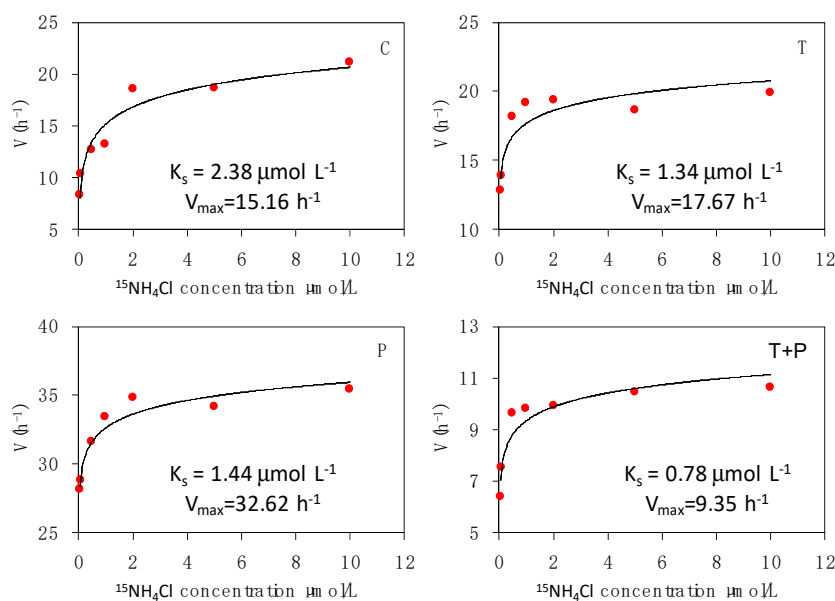 25
20
15
10
5
0 2 4 6 8 10 12
V (h⁻¹)
C
Kₛ = 2.38 µmol L⁻¹
Vₘₐₓ=15.16 h⁻¹
¹⁵NH₄Cl concentration µmol/L
25
20
15
10
0 2 4 6 8 10 12
V (h⁻¹)
T
Kₛ = 1.34 µmol L⁻¹
Vₘₐₓ=17.67 h⁻¹
¹⁵NH₄Cl concentration µmol/L
40
35
30
25
0 2 4 6 8 10 12
V (h⁻¹)
P
Kₛ = 1.44 µmol L⁻¹
Vₘₐₓ=32.62 h⁻¹
¹⁵NH₄Cl concentration µmol/L
13
11
9
7
5
0 2 4 6 8 10 12
V (h⁻¹)
T+P
Kₛ = 0.78 µmol L⁻¹
Vₘₐₓ=9.35 h⁻¹
¹⁵NH₄Cl concentration µmol/L